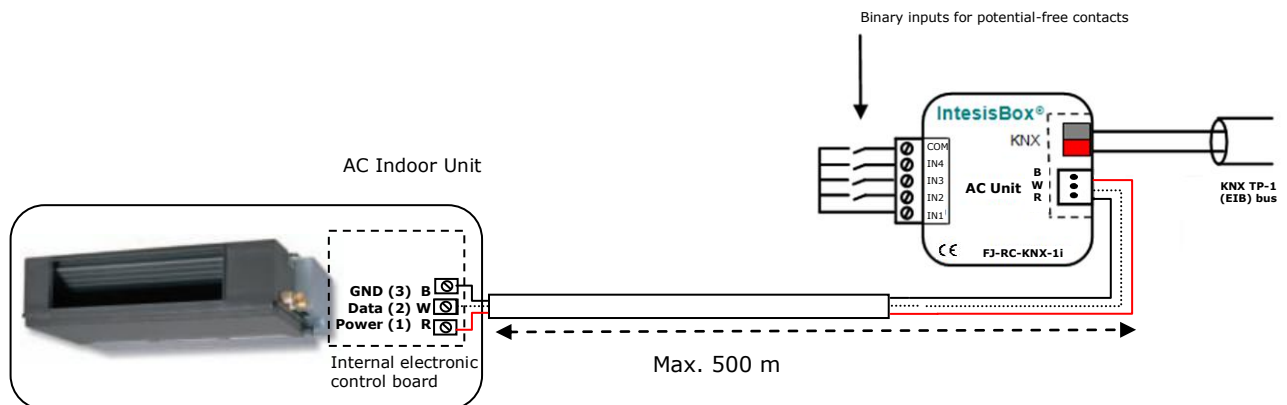 Binary inputs for potential-free contacts
IntesisBox®
KNX
COM
IN4
IN3
IN2
IN1
AC Unit
B
W
R
KNX TP-1
(EIB) bus
CE FJ-RC-KNX-1i
AC Indoor Unit
GND (3) B
Data (2) W
Power (1) R
Internal electronic
control board
Max. 500 m